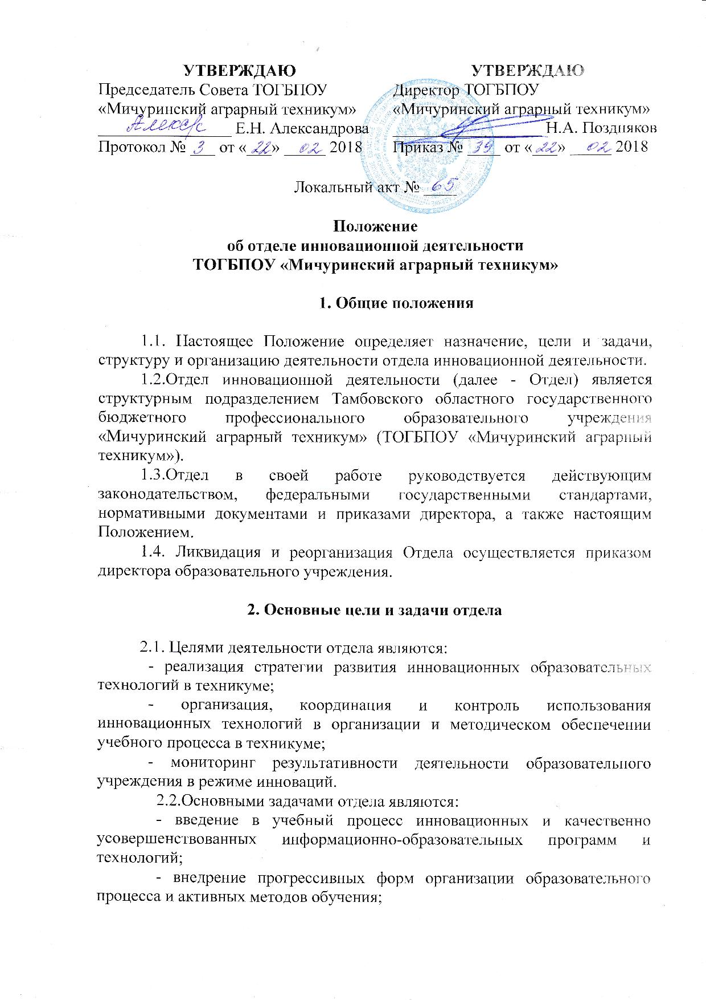 УТВЕРЖДАЮ УТВЕРЖДАЮ
Председатель Совета ТОГБПОУ Директор ТОГБПОУ
«Мичуринский аграрный техникум» «Мичуринский аграрный техникум»
Е.Н. Александрова Н.А. Поздняков
Протокол № 3 от «22» 02 2018 Приказ № 39 от «22» 02 2018
Локальный акт № 65
Положение
об отделе инновационной деятельности
ТОГБПОУ «Мичуринский аграрный техникум»
1. Общие положения
1.1. Настоящее Положение определяет назначение, цели и задачи,
структуру и организацию деятельности отдела инновационной деятельности.
1.2.Отдел инновационной деятельности (далее - Отдел) является
структурным подразделением Тамбовского областного государственного
бюджетного профессионального образовательного учреждения
«Мичуринский аграрный техникум» (ТОГБПОУ «Мичуринский аграрный
техникум»).
1.3.Отдел в своей работе руководствуется действующим
законодательством, федеральными государственными стандартами,
нормативными документами и приказами директора, а также настоящим
Положением.
1.4. Ликвидация и реорганизация Отдела осуществляется приказом
директора образовательного учреждения.
2. Основные цели и задачи отдела
2.1. Целями деятельности отдела являются:
- реализация стратегии развития инновационных образовательных
технологий в техникуме;
- организация, координация и контроль использования
инновационных технологий в организации и методическом обеспечении
учебного процесса в техникуме;
- мониторинг результативности деятельности образовательного
учреждения в режиме инноваций.
2.2.Основными задачами отдела являются:
- введение в учебный процесс инновационных и качественно
усовершенствованных информационно-образовательных программ и
технологий;
- внедрение прогрессивных форм организации образовательного
процесса и активных методов обучения;